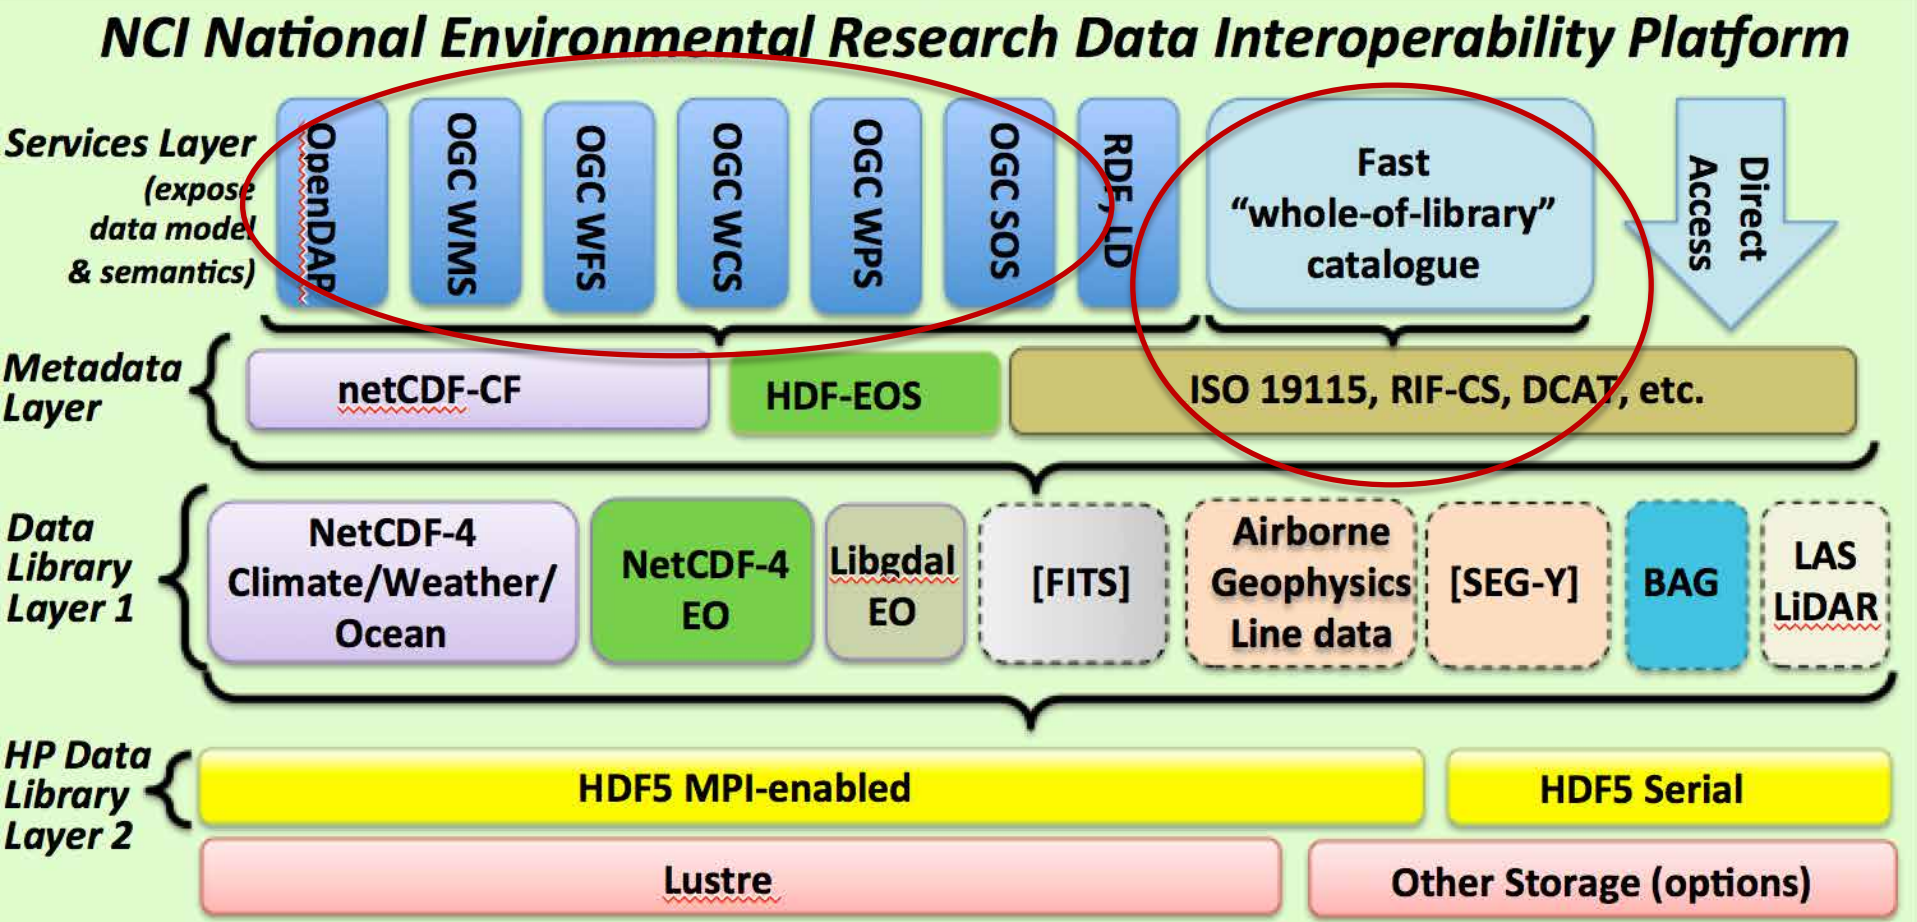 NCI National Environmental Research Data Interoperability Platform
Services Layer
(expose
data model
& semantics)
OpenDAP
OGC WMS
OGC WFS
OGC WCS
OGC WPS
OGC SOS
RDF, LD
Fast
“whole-of-library”
catalogue
Direct
Access
Metadata
Layer
netCDF-CF
HDF-EOS
ISO 19115, RIF-CS, DCAT, etc.
Data
Library
Layer 1
NetCDF-4
Climate/Weather/
Ocean
NetCDF-4
EO
Libgdal
EO
[FITS]
Airborne
Geophysics
Line data
[SEG-Y]
BAG
LAS
LiDAR
HP Data
Library
Layer 2
HDF5 MPI-enabled
HDF5 Serial
Lustre
Other Storage (options)